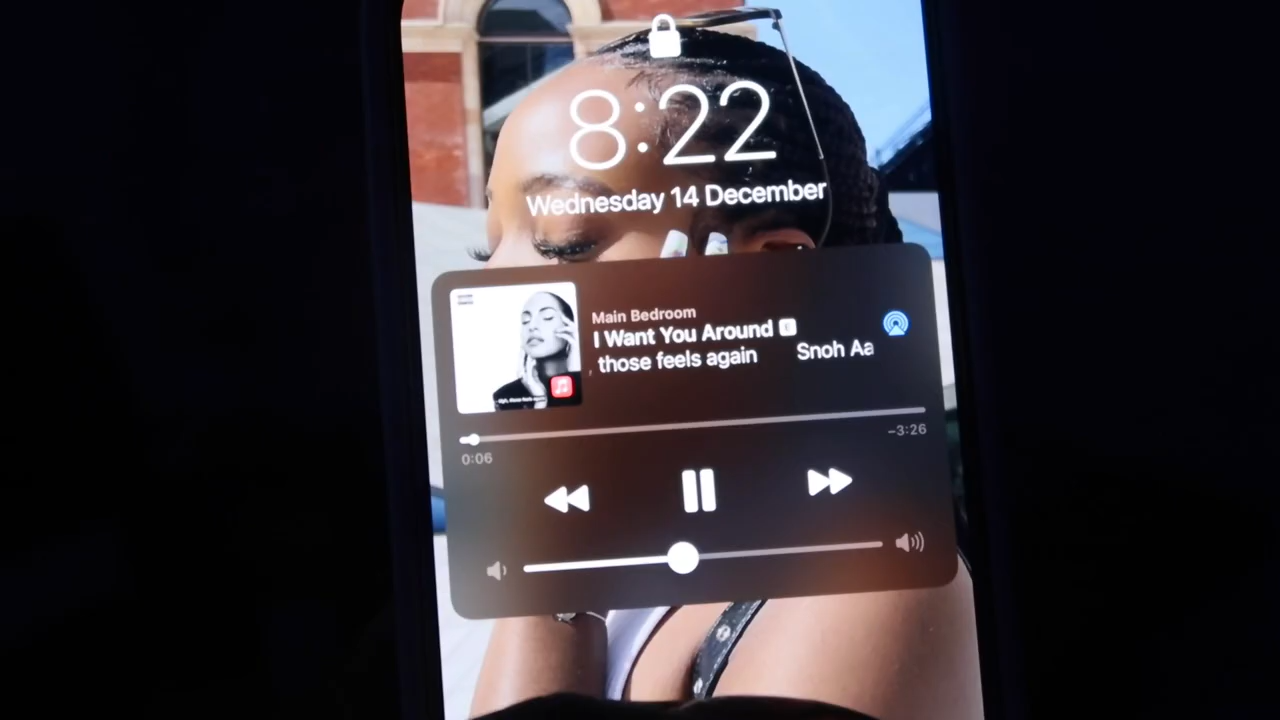 8:22
Wednesday 14 December
Main Bedroom
I Want You Around E
, those feels again Snoh Aa
0:06
-3:26